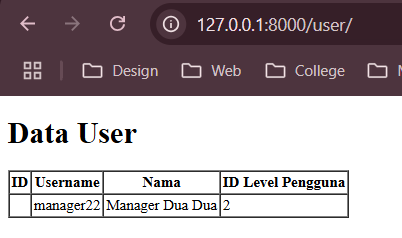 127.0.0.1:8000/user/
Design Web College
Data User
ID Username Nama ID Level Pengguna
manager22 Manager Dua Dua 2